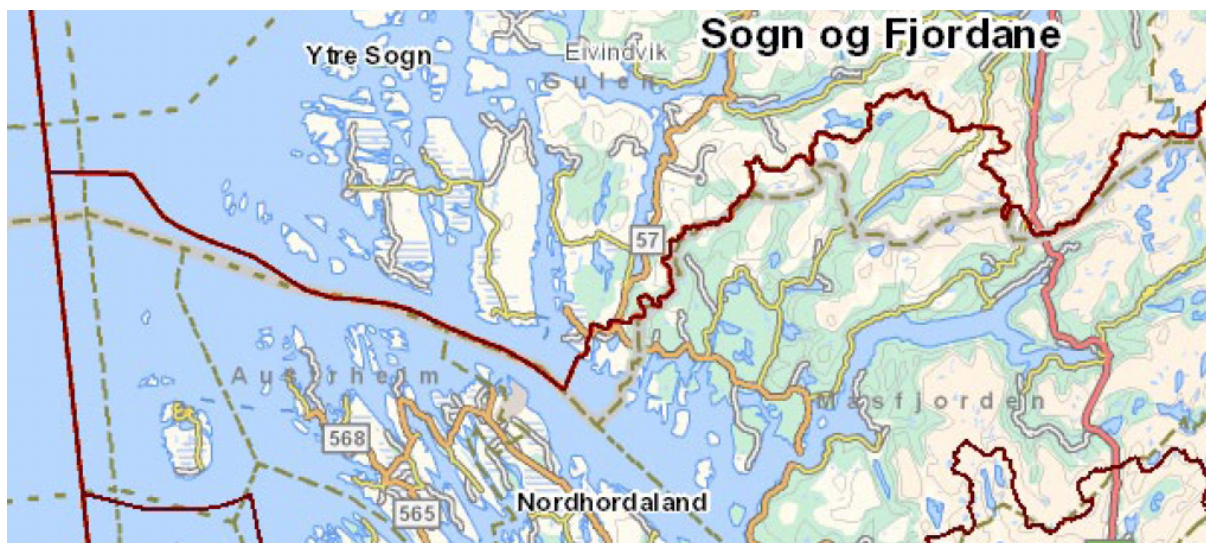 Sogn og Fjordane
Ytre Sogn
Eivindvik
Sulen
57
Austrheim
Masfjorden
568
Nordhordaland
565